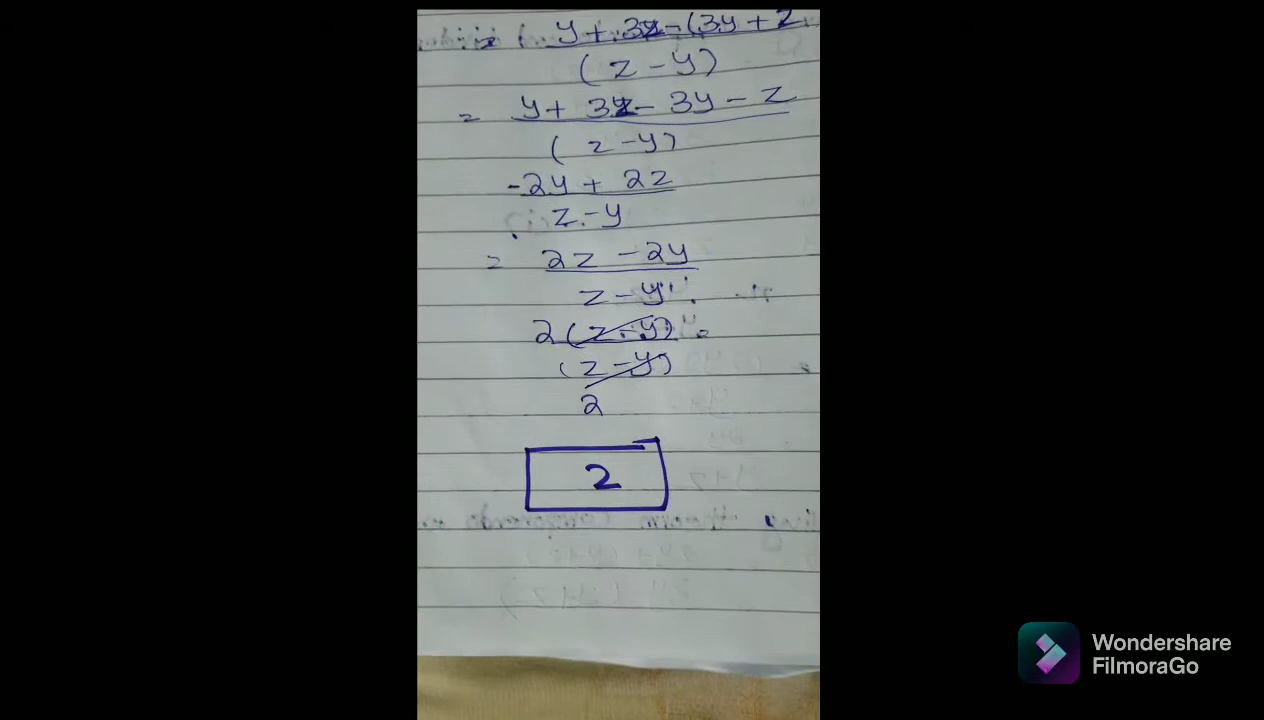 = y + 3z - (3y + z
(z - y)
= y + 3z - 3y - z
(z - y)
-2y + 2z
z - y
= 2z - 2y
z - y
2 (z - y) =
(z - y)
2
2
Wondershare
FilmoraGo